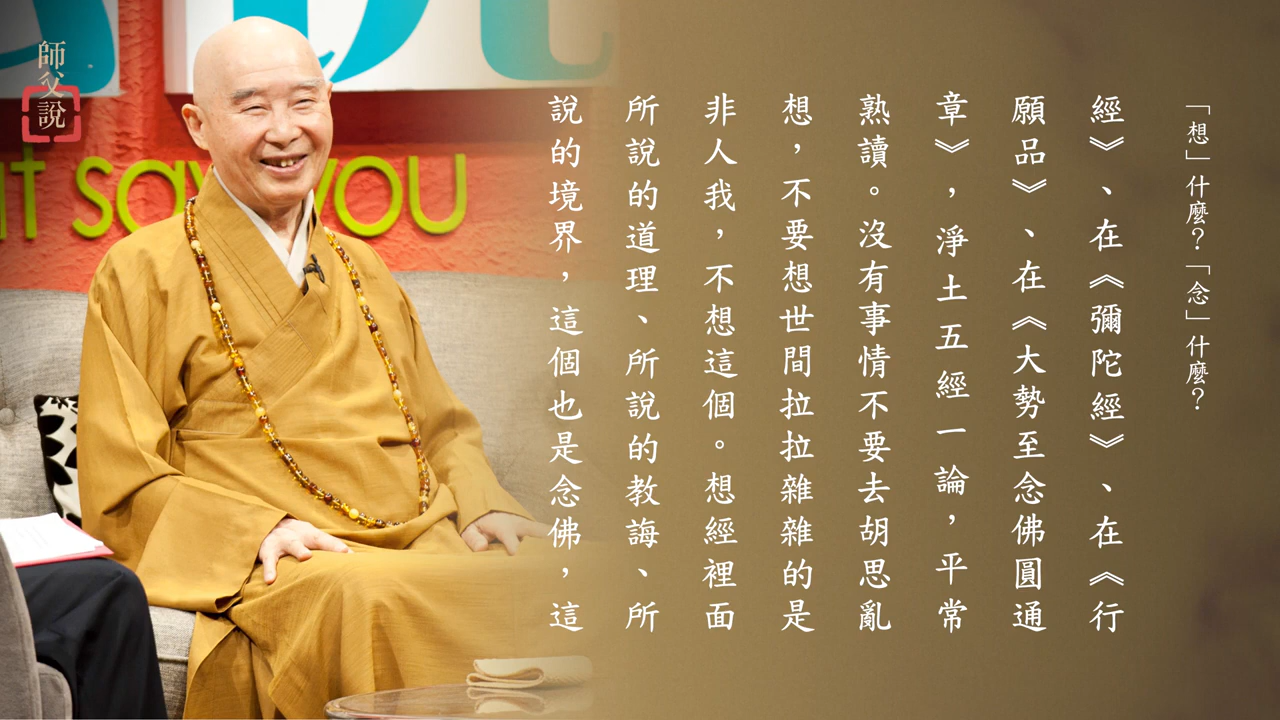 「想」什麼？「念」什麼？
經》、在《彌陀經》、在《行
願品》、在《大勢至念佛圓通
章》，淨土五經一論，平常
熟讀。沒有事情不要去胡思亂
想，不要想世間拉拉雜雜的是
非人我，不想這個。想經裡面
所說的道理、所說的教誨、所
說的境界，這個也是念佛，這
師父說
it say you